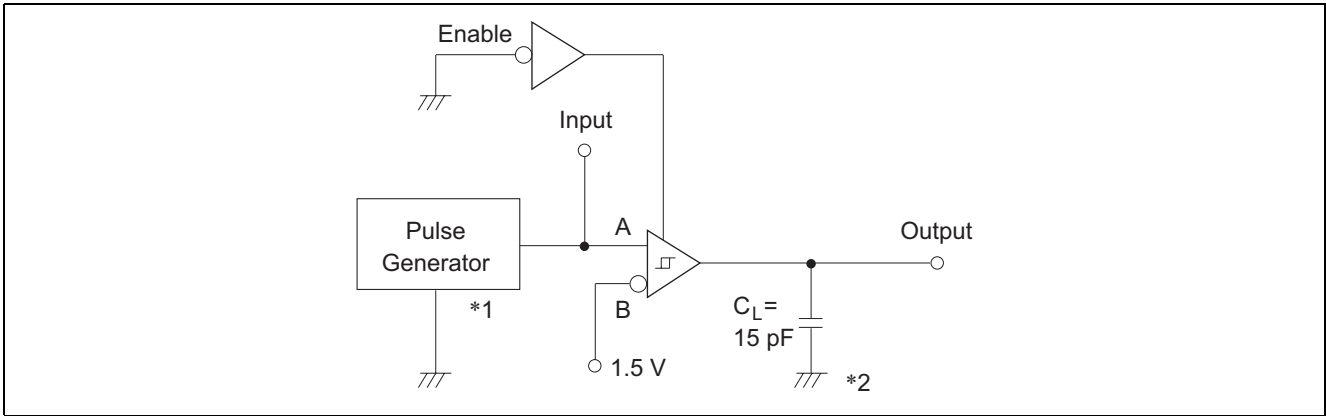 Enable
Input
Pulse
Generator
*1
A
B
1.5 V
Output
CL=
15 pF
*2